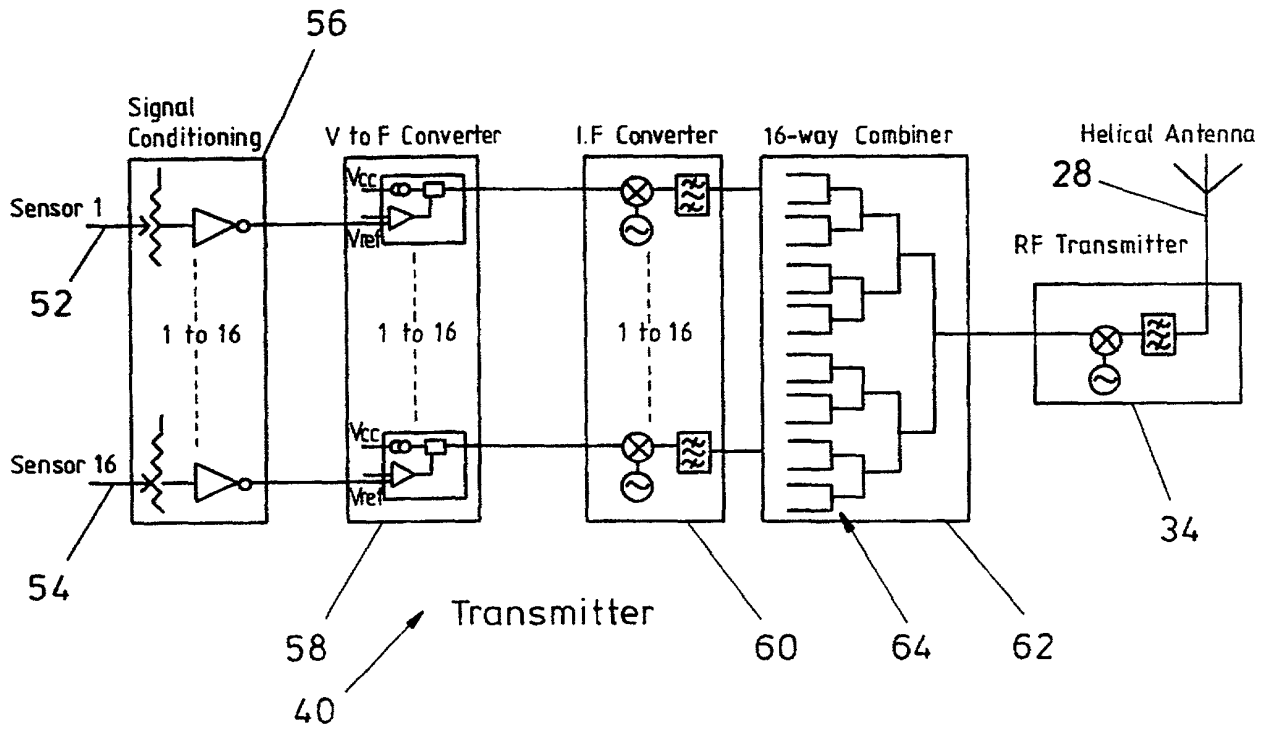 56
Signal
Conditioning
V to F Converter
I.F Converter
16-way Combiner
Helical Antenna
28
Vcc
Vref
Sensor 1
52
RF Transmitter
1 to 16
1 to 16
1 to 16
Vcc
Vref
Sensor 16
54
34
Transmitter
58
60
64
62
40